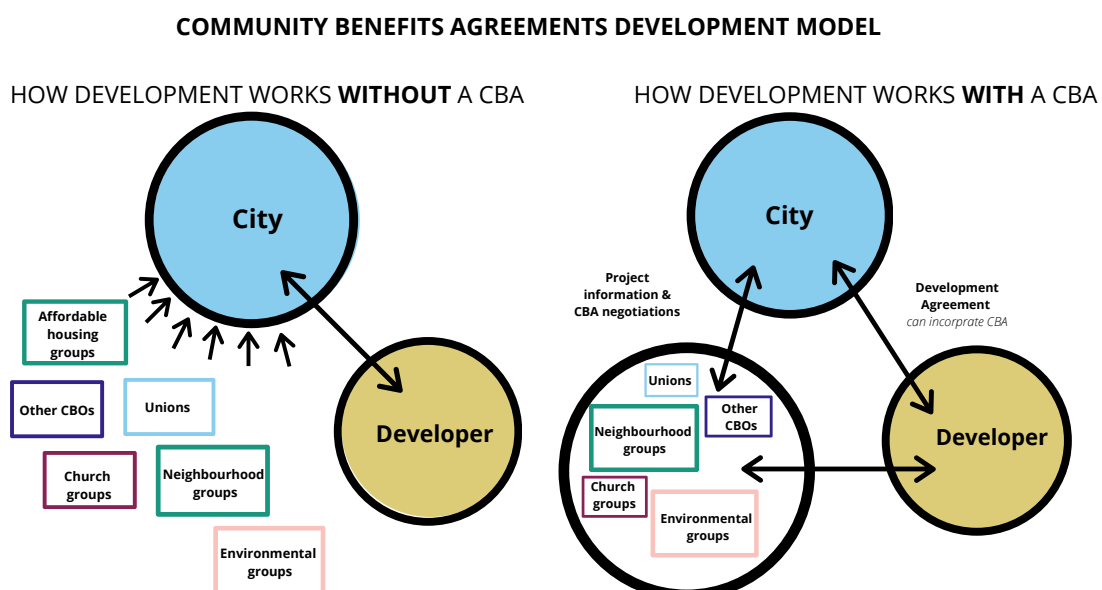 COMMUNITY BENEFITS AGREEMENTS DEVELOPMENT MODEL
HOW DEVELOPMENT WORKS WITHOUT A CBA
City
Affordable
housing
groups
Other CBOs
Unions
Developer
Church
groups
Neighbourhood
groups
Environmental
groups
HOW DEVELOPMENT WORKS WITH A CBA
City
Project
information &
CBA negotiations
Development
Agreement
can incorprate CBA
Unions
Other
CBOs
Neighbourhood
groups
Developer
Church
groups
Environmental
groups